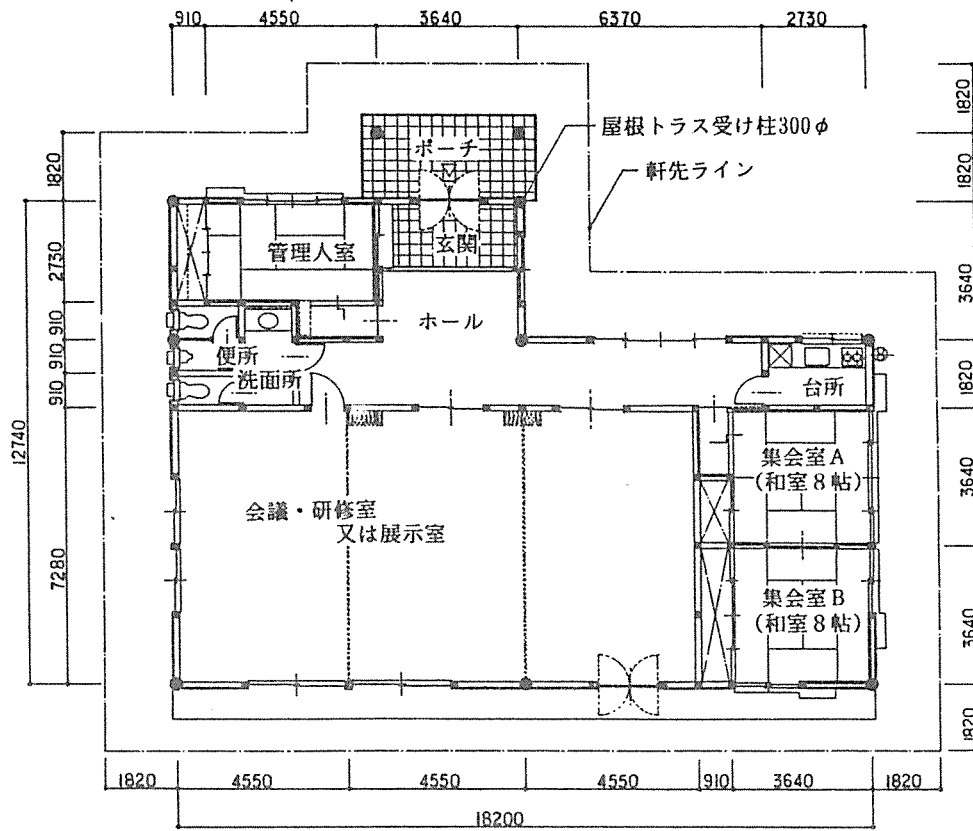 910 4550 3640 6370 2730
1820
1820
3640
1820
3640
3640
1820
屋根トラス受け柱300φ
軒先ライン
ポーチ
玄関
管理人室
ホール
便所
洗面所
台所
集会室A
(和室8帖)
会議・研修室
又は展示室
集会室B
(和室8帖)
1820
2730
910
910
910
7280
12740
1820 4550 4550 4550 910 3640 1820
18200